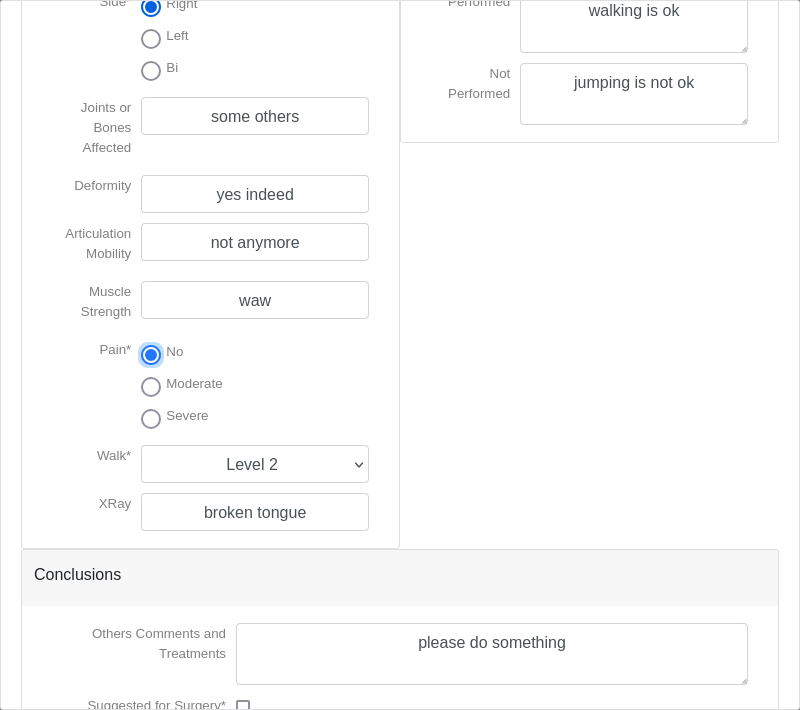 Side*
Right
Left
Bi
Joints or
Bones
Affected
some others
Deformity
yes indeed
Articulation
Mobility
not anymore
Muscle
Strength
waw
Pain*
No
Moderate
Severe
Walk*
Level 2
XRay
broken tongue
Performed
walking is ok
Not
Performed
jumping is not ok
Conclusions
Others Comments and
Treatments
please do something
Suggested for Surgery*